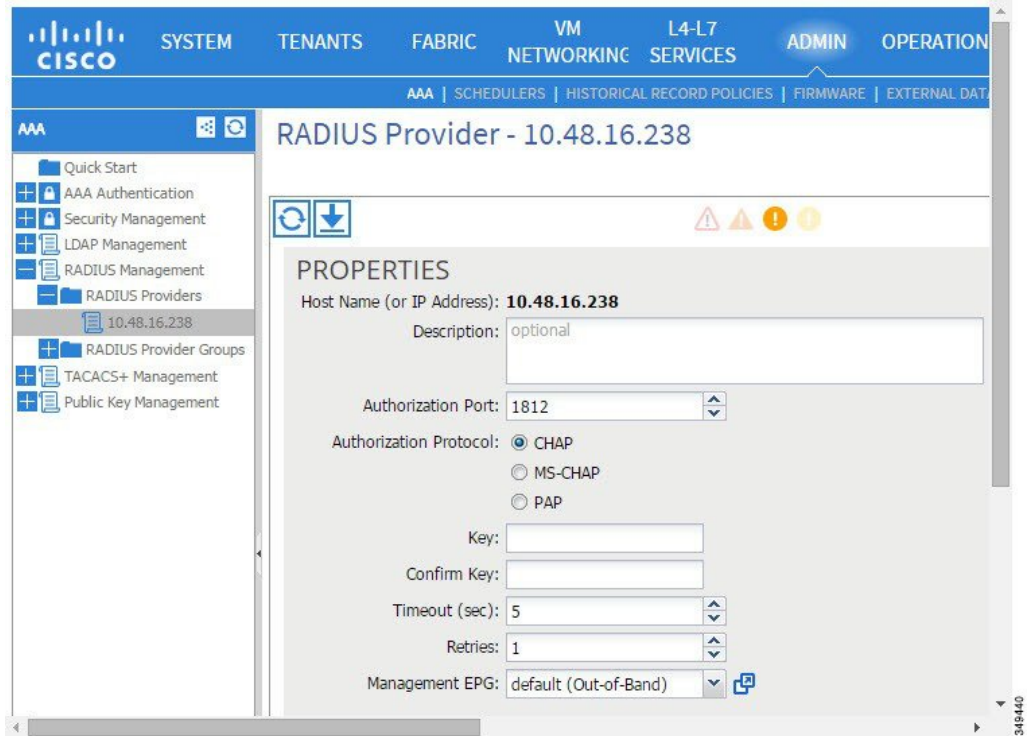 CISCO SYSTEM TENANTS FABRIC VM NETWORKING L4-L7 SERVICES ADMIN OPERATION
AAA | SCHEDULERS | HISTORICAL RECORD POLICIES | FIRMWARE | EXTERNAL DATA
AAA
Quick Start
AAA Authentication
Security Management
LDAP Management
RADIUS Management
RADIUS Providers
10.48.16.238
RADIUS Provider Groups
TACACS+ Management
Public Key Management
RADIUS Provider - 10.48.16.238
PROPERTIES
Host Name (or IP Address): 10.48.16.238
Description: optional
Authorization Port: 1812
Authorization Protocol: CHAP
MS-CHAP
PAP
Key:
Confirm Key:
Timeout (sec): 5
Retries: 1
Management EPG: default (Out-of-Band)
349440